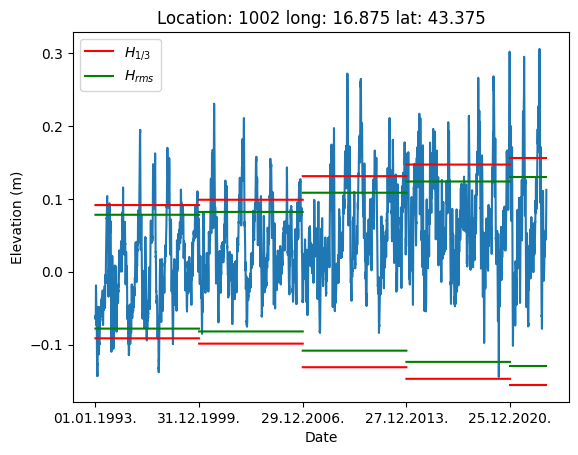 Location: 1002 long: 16.875 lat: 43.375
H1/3
Hrms
Elevation (m)
0.3
0.2
0.1
0.0
−0.1
01.01.1993. 31.12.1999. 29.12.2006. 27.12.2013. 25.12.2020.
Date